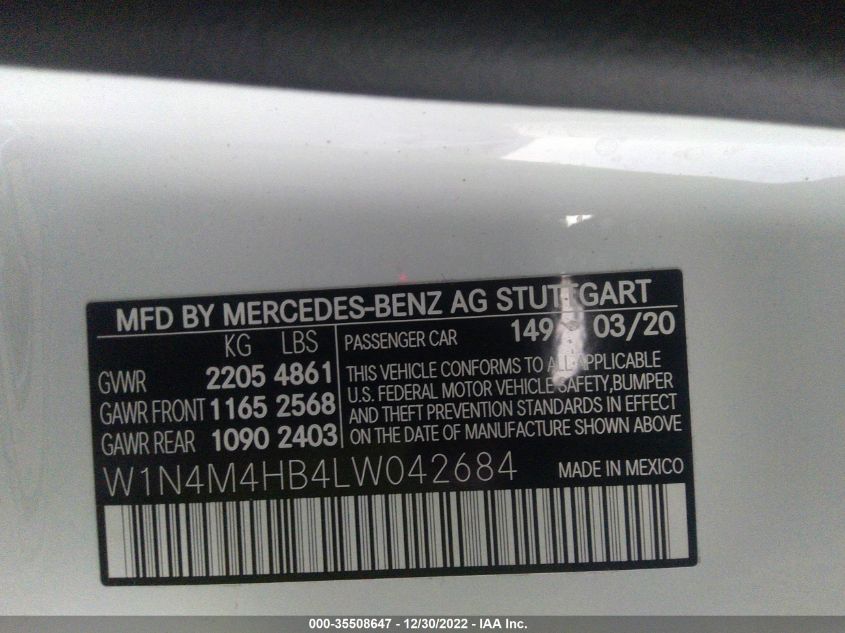 MFD BY MERCEDES-BENZ AG STUTTGART
KG LBS
GVWR 2205 4861
GAWR FRONT 1165 2568
GAWR REAR 1090 2403
PASSENGER CAR 149 03/20
THIS VEHICLE CONFORMS TO ALL APPLICABLE
U.S. FEDERAL MOTOR VEHICLE SAFETY,BUMPER
AND THEFT PREVENTION STANDARDS IN EFFECT
ON THE DATE OF MANUFACTURE SHOWN ABOVE
W1N4M4HB4LW042684 MADE IN MEXICO
000-35508647 - 12/30/2022 - IAA Inc.